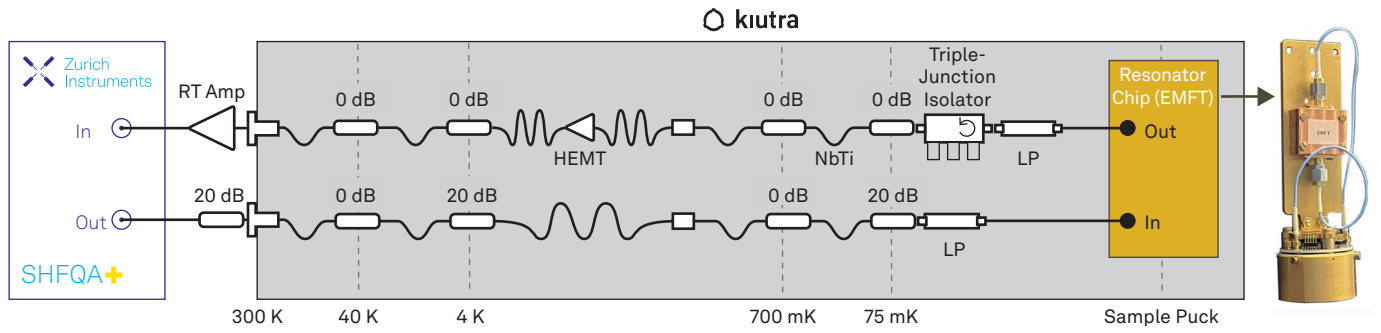 kiutra
Zurich
Instruments
RT Amp
0 dB
0 dB
0 dB
0 dB
Triple-
Junction
Isolator
Resonator
Chip (EMFT)
In
HEMT
NbTi
LP
Out
EMFT
20 dB
0 dB
20 dB
0 dB
20 dB
Out
LP
In
SHFQA+
300 K
40 K
4 K
700 mK
75 mK
Sample Puck